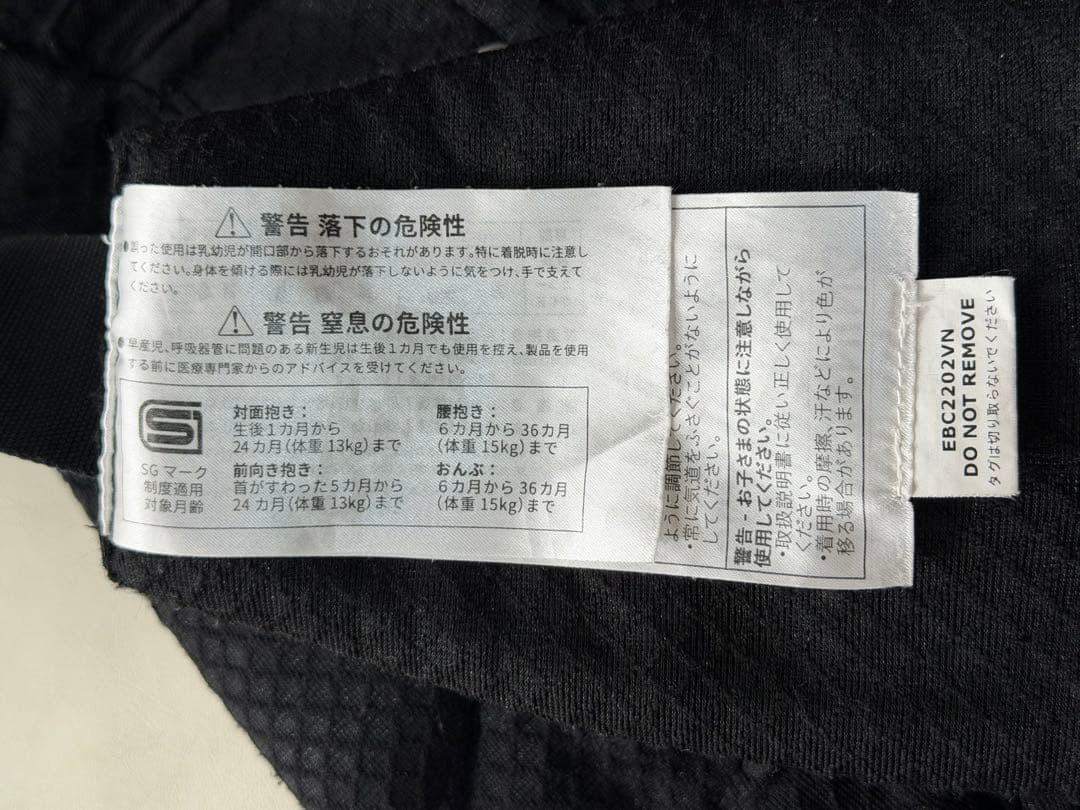 警告 落下の危険性
●誤った使用は乳幼児が開口部から落下するおそれがあります。特に着脱時に注意し
てください。身体を傾ける際には乳幼児が落下しないように気をつけ、手で支えて
ください。
警告 窒息の危険性
●早産児、呼吸器管に問題のある新生児は生後1カ月でも使用を控え、製品を使用
する前に医療専門家からのアドバイスを受けてください。
SG マーク
制度適用
対象月齢
対面抱き:
生後1カ月から
24カ月(体重 13kg)まで
前向き抱き:
首がすわった5カ月から
24カ月(体重13kg)まで
腰抱き:
6カ月から36カ月
(体重 15kg)まで
おんぶ:
6カ月から36カ月
(体重 15kg)まで
ように調節してください。
・常に気道をふさぐことがないように
してください。
警告 - お子さまの状態に注意しながら
使用してください。
・取扱説明書に従い正しく使用して
ください。
・着用時の摩擦、汗などにより色が
移る場合があります。
EBC2202VN
DO NOT REMOVE
タグは切り取らないでください